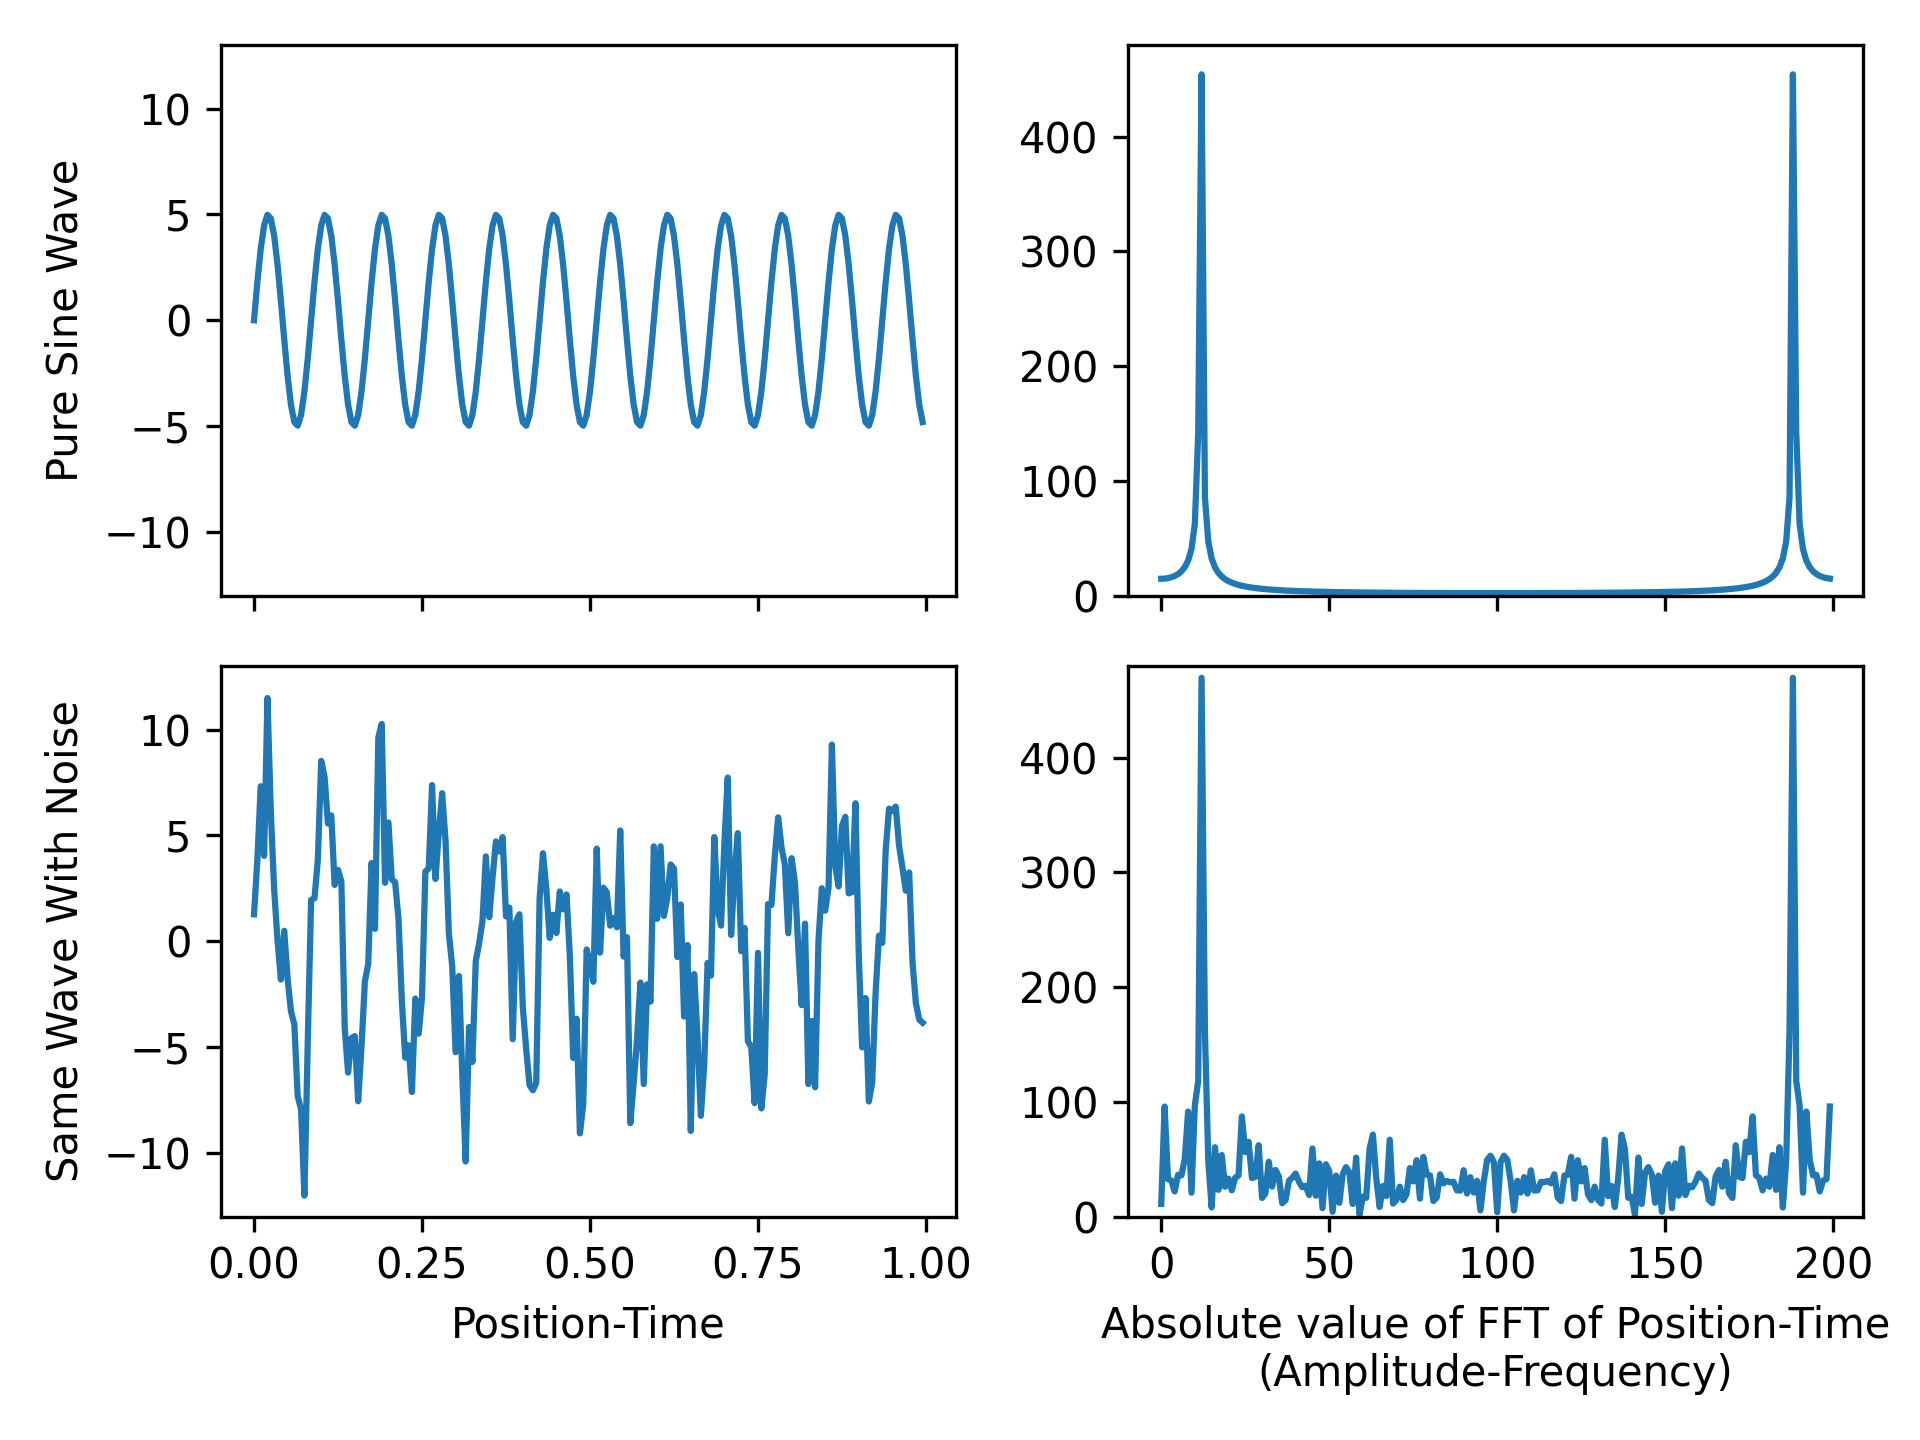 Pure Sine Wave
10
5
0
−5
−10
400
300
200
100
0
Same Wave With Noise
10
5
0
−5
−10
0.00 0.25 0.50 0.75 1.00
Position-Time
400
300
200
100
0
0 50 100 150 200
Absolute value of FFT of Position-Time
(Amplitude-Frequency)